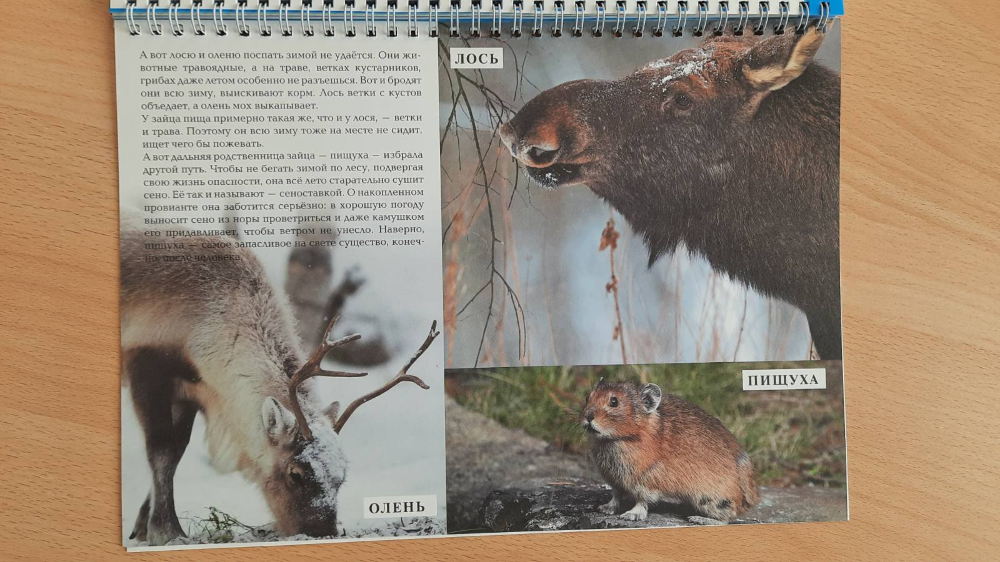 А вот лосю и оленю поспать зимой не удаётся. Они жи-
вотные травоядные, а на траве, ветках кустарников,
грибах даже летом особенно не разъешься. Вот и бродят
они всю зиму, выискивают корм. Лось ветки с кустов
объедает, а олень мох выкапывает.
У зайца пища примерно такая же, что и у лося, — ветки
и трава. Поэтому он всю зиму тоже на месте не сидит,
ищет чего бы пожевать.
А вот дальняя родственница зайца — пищуха — избрала
другой путь. Чтобы не бегать зимой по лесу, подвергая
свою жизнь опасности, она всё лето старательно сушит
сено. Её так и называют — сеноставкой. О накопленном
провианте она заботится серьёзно: в хорошую погоду
выносит сено из норы проветриться и даже камушком
его придавливает, чтобы ветром не унесло. Наверно,
пищуха — самое запасливое на свете существо, конеч-
но, после человека.
ЛОСЬ
ПИЩУХА
ОЛЕНЬ